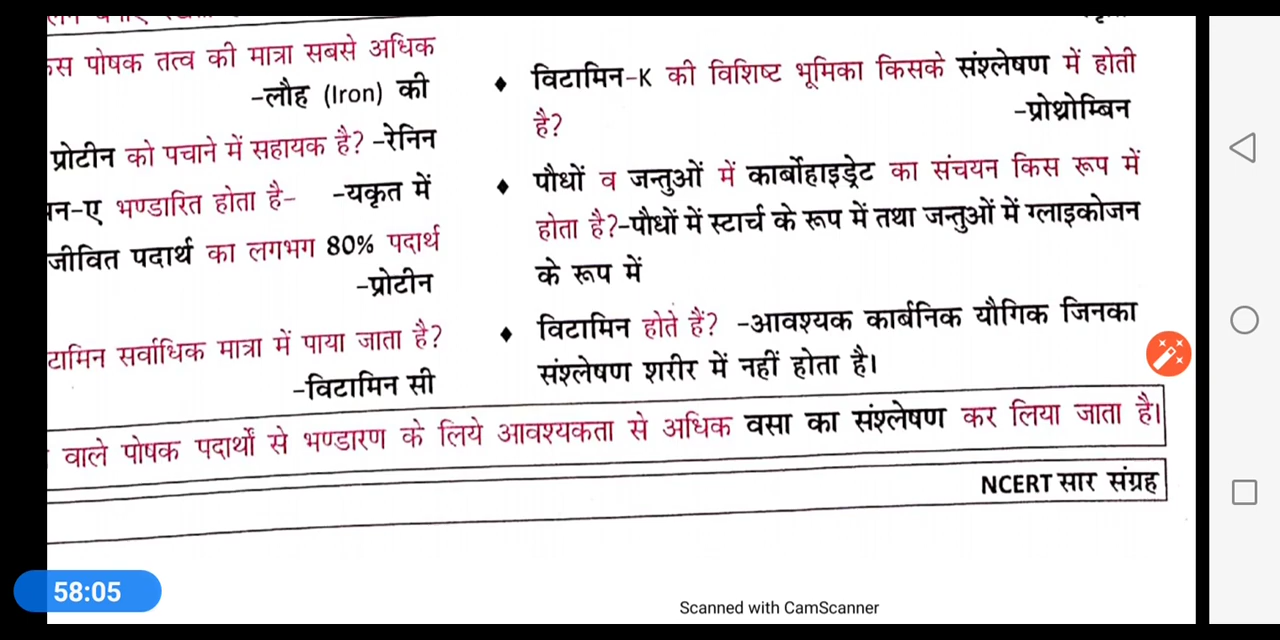 पोषक तत्व की मात्रा सबसे अधिक
-लौह (Iron) की
प्रोटीन को पचाने में सहायक है? -रेनिन
न-ए भण्डारित होता है- -यकृत में
जीवित पदार्थ का लगभग 80% पदार्थ
-प्रोटीन
टामिन सर्वाधिक मात्रा में पाया जाता है?
-विटामिन सी
♦ विटामिन-K की विशिष्ट भूमिका किसके संश्लेषण में होती
है? -प्रोथ्रोम्बिन
♦ पौधों व जन्तुओं में कार्बोहाइड्रेट का संचयन किस रूप में
होता है?-पौधों में स्टार्च के रूप में तथा जन्तुओं में ग्लाइकोजन
के रूप में
♦ विटामिन होते हैं? -आवश्यक कार्बनिक यौगिक जिनका
संश्लेषण शरीर में नहीं होता है।
वाले पोषक पदार्थों से भण्डारण के लिये आवश्यकता से अधिक वसा का संश्लेषण कर लिया जाता है।
NCERT सार संग्रह
58:05
Scanned with CamScanner